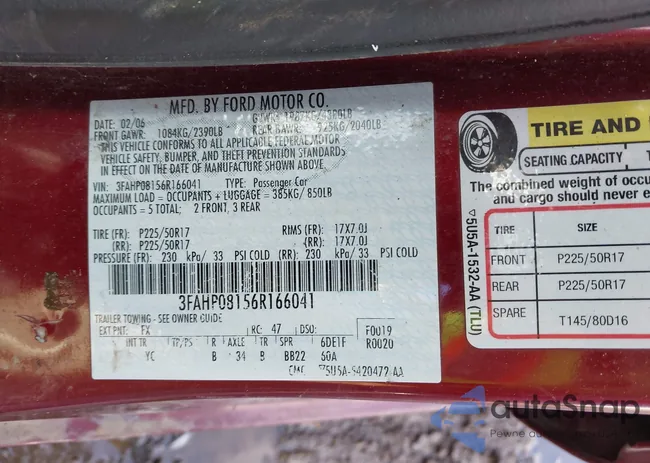 MFD. BY FORD MOTOR CO.
DATE: 02/06
FRONT GAWR: 1084KG/2390LB
REAR GAWR: 925KG/2040LB
THIS VEHICLE CONFORMS TO ALL APPLICABLE FEDERAL MOTOR
VEHICLE SAFETY, BUMPER, AND THEFT PREVENTION STANDARDS
IN EFFECT ON THE DATE OF MANUFACTURE SHOWN ABOVE.
VIN: 3FAHP08156R166041 TYPE: Passenger Car
MAXIMUM LOAD = OCCUPANTS + LUGGAGE = 385KG/ 850LB
OCCUPANTS = 5 TOTAL: 2 FRONT, 3 REAR
TIRE (FR): P225/50R17 RIMS (FR): 17X7.0J
(RR): P225/50R17 (RR): 17X7.0J
PRESSURE (FR): 230 kPa/ 33 PSI COLD (RR): 230 kPa/ 33 PSI COLD
3FAHP08156R166041
TRAILER TOWING - SEE OWNER GUIDE
EXT PNT: FX RC: 47 DSO: F0019
R0020
INT TR TP/PS R AXLE TR SPR 6DE1F
YC B 34 B BB22 60A
5U5A-5420472-AA
▽5U5A-1532-AA (TLU)
TIRE AND
SEATING CAPACITY
The combined weight of occu
and cargo should never e
TIRE SIZE
FRONT P225/50R17
REAR P225/50R17
SPARE T145/80D16
autoSnap
Pewne auto